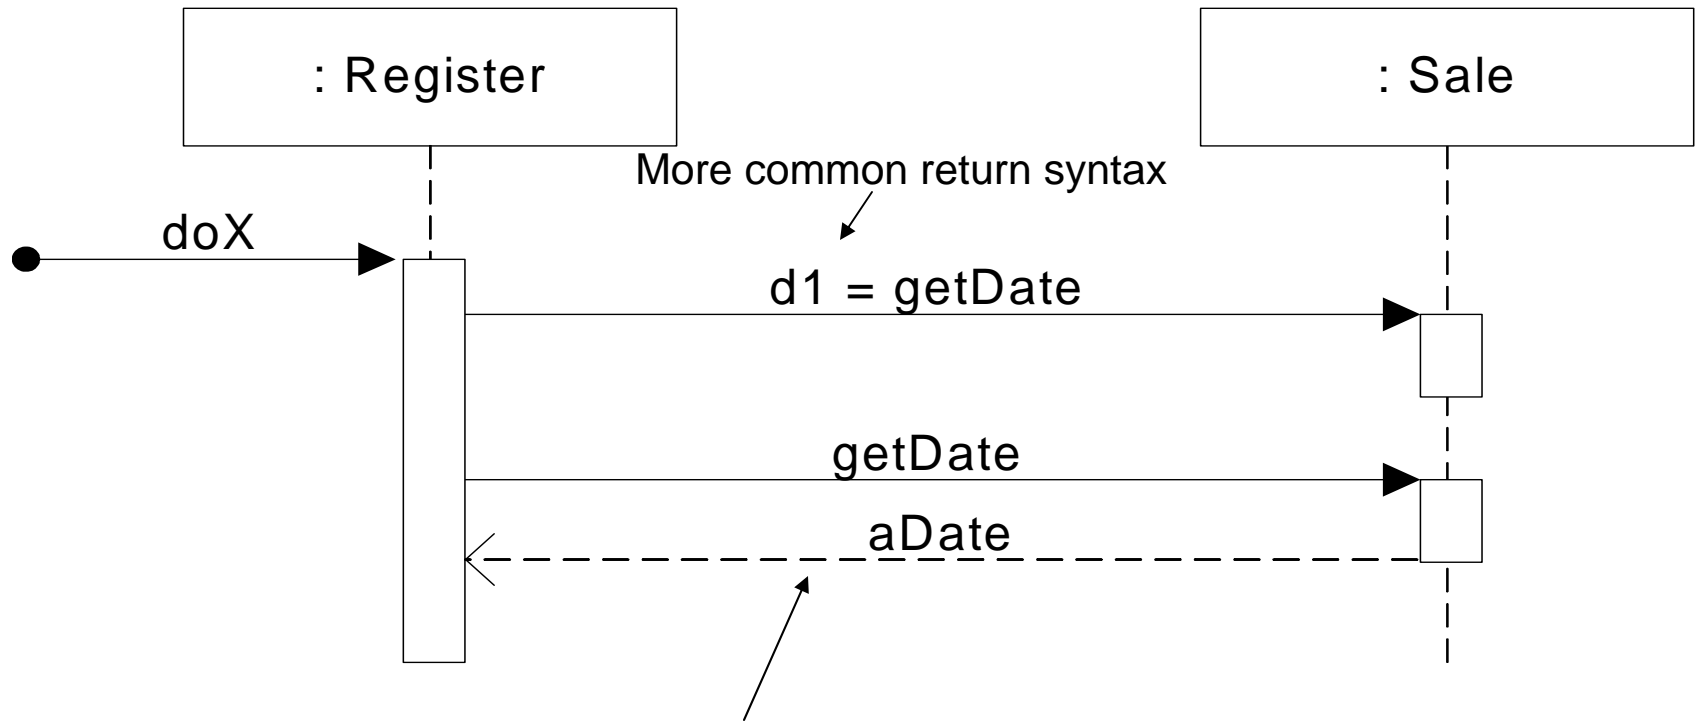 : Register
: Sale
More common return syntax
doX
d1 = getDate
getDate
aDate